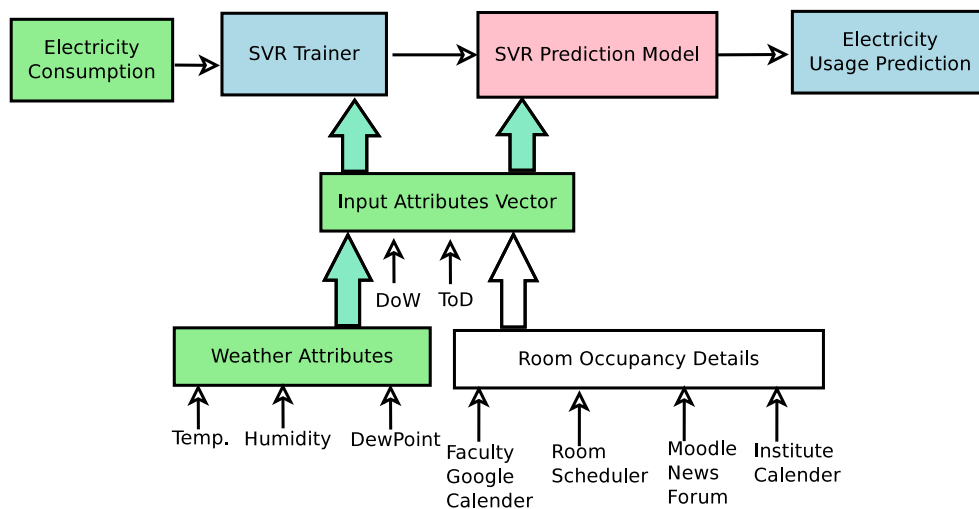 Electricity
Consumption
SVR Trainer
SVR Prediction Model
Electricity
Usage Prediction
Input Attributes Vector
DoW
ToD
Weather Attributes
Room Occupancy Details
Temp.
Humidity
DewPoint
Faculty
Google
Calender
Room
Scheduler
Moodle
News
Forum
Institute
Calender